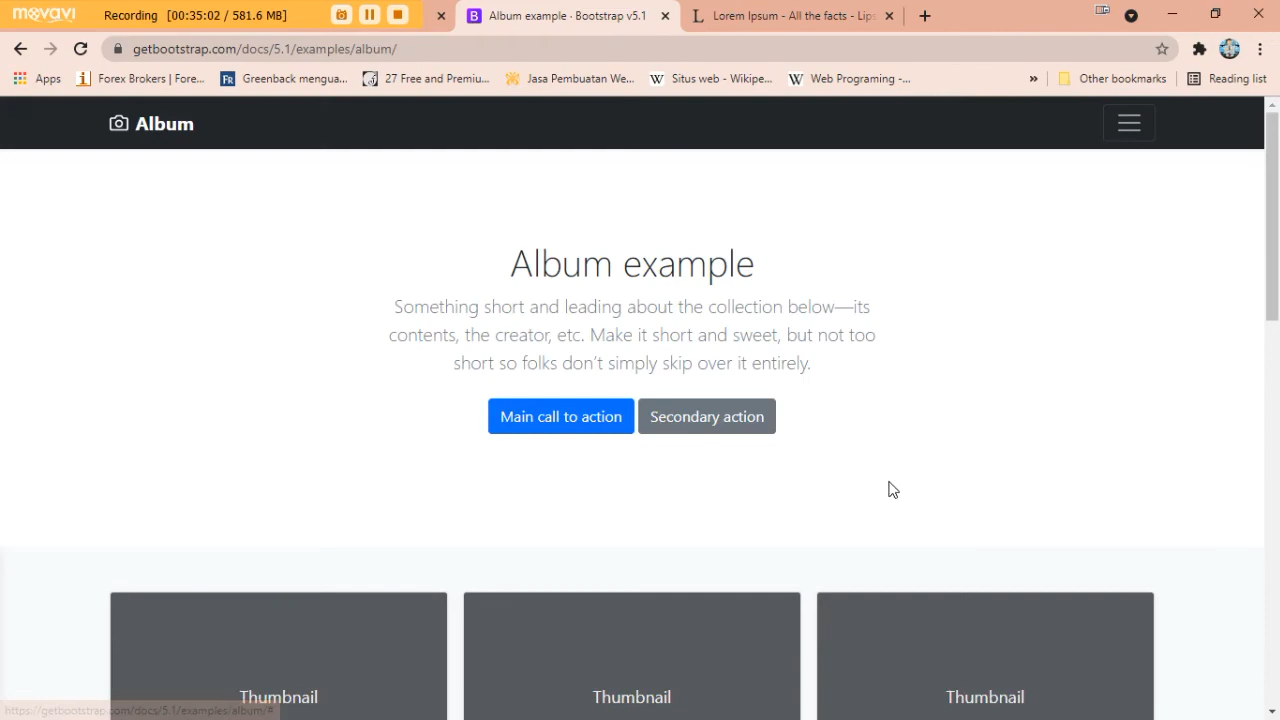 movavi Recording [00:35:02 / 581.6 MB]
Album example · Bootstrap v5.1
Lorem Ipsum - All the facts - Lips
getbootstrap.com/docs/5.1/examples/album/
Apps
Forex Brokers | Fore...
Greenback mengua...
27 Free and Premiu...
Jasa Pembuatan We...
Situs web - Wikipe...
Web Programing -...
»
Other bookmarks
Reading list
Album
Album example
Something short and leading about the collection below—its
contents, the creator, etc. Make it short and sweet, but not too
short so folks don’t simply skip over it entirely.
Main call to action
Secondary action
Thumbnail
Thumbnail
Thumbnail
https://getbootstrap.com/docs/5.1/examples/album/#